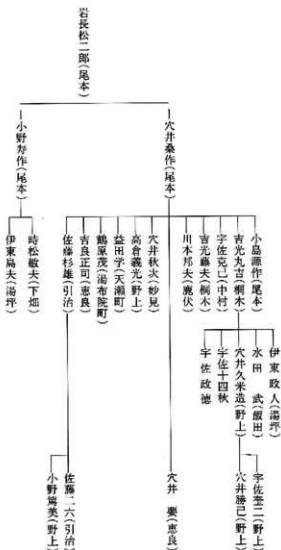 岩長松二郎(尾本)
穴井桑作(尾本)
小野寿作(尾本)
小島源作(尾本)
吉光丸吉(桐木)
宇佐克己(中村)
吉光藤夫(桐木)
川本邦夫(鹿伏)
穴井秋次(妙見)
高倉義光(野上)
益田学(天瀬町)
鶴原茂(湯布院町)
吉良正司(恵良)
佐藤杉雄(引治)
時松敏夫(下畑)
伊東島夫(湯坪)
伊東政人(湯坪)
水田 武(飯田)
穴井久米造(野上)
宇佐十四秋
宇佐政徳
宇佐奎二(野上)
穴井勝己(野上)
穴井 要(恵良)
佐藤二六(引治)
小野篤美(野上)